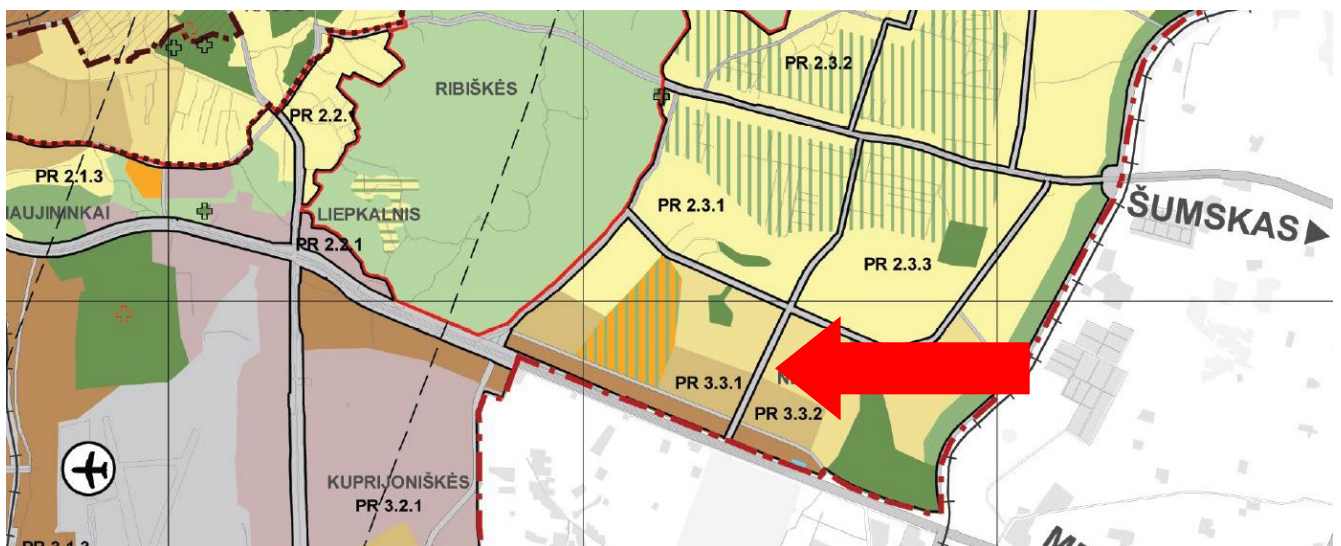 RIBIŠKĖS
PR 2.3.2
PR 2.2.1
PR 2.1.3
NAUJININKAI
LIEPKALNIS
PR 2.2.1
PR 2.3.1
PR 2.3.3
ŠUMSKAS
PR 3.3.1
PR 3.3.2
KUPRIJONIŠKĖS
PR 3.2.1